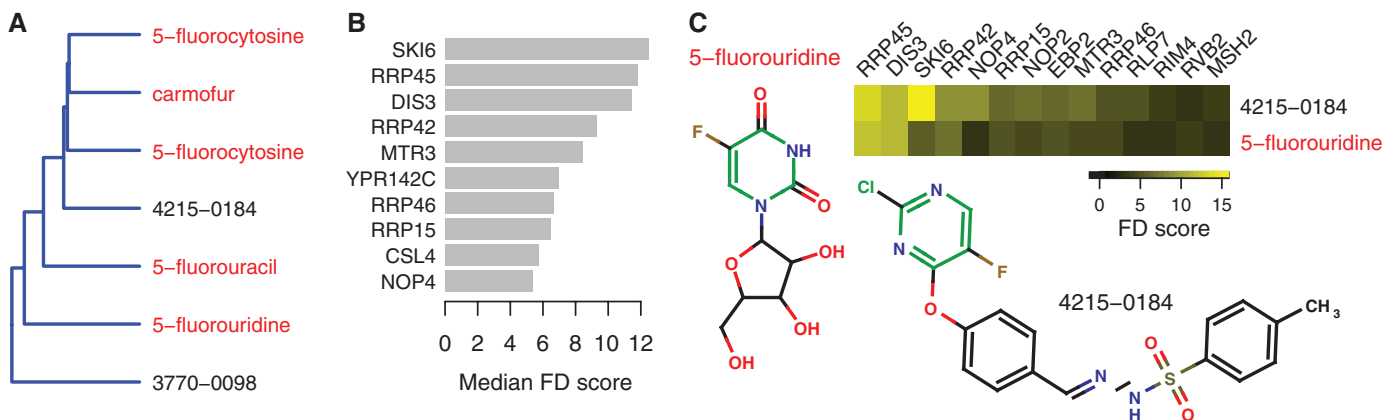 A
5−fluorocytosine
carmofur
5−fluorocytosine
4215−0184
5−fluorouracil
5−fluorouridine
3770−0098
B
SKI6
RRP45
DIS3
RRP42
MTR3
YPR142C
RRP46
RRP15
CSL4
NOP4
0 2 4 6 8 10 12
Median FD score
C
5−fluorouridine
RRP45 DIS3 SKI6 RRP42 NOP4 RRP15 NOP2 EBP2 MTR3 RRP46 RLP7 RIM4 RVB2 MSH2
4215−0184
5−fluorouridine
0 5 10 15
FD score
O
F
NH
N
O
O
OH
OH
OH
Cl
N
N
F
O
4215−0184
CH3
N
N
H
O
S
O